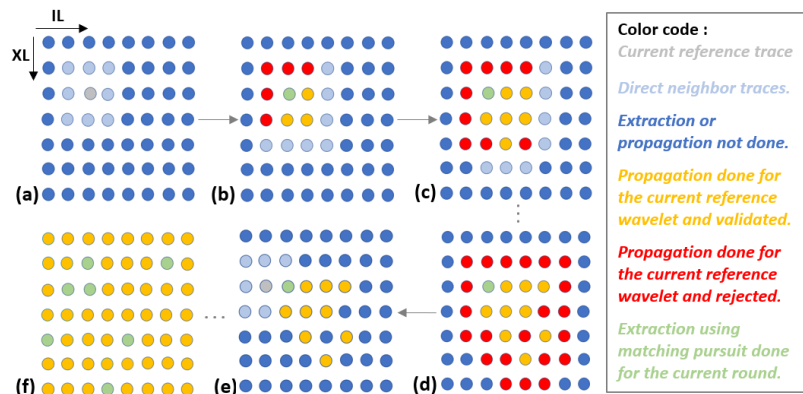 IL
XL
(a)
(b)
(c)
(f)
(e)
(d)
Color code :
Current reference trace
Direct neighbor traces.
Extraction or
propagation not done.
Propagation done for
the current reference
wavelet and validated.
Propagation done for
the current reference
wavelet and rejected.
Extraction using
matching pursuit done
for the current round.